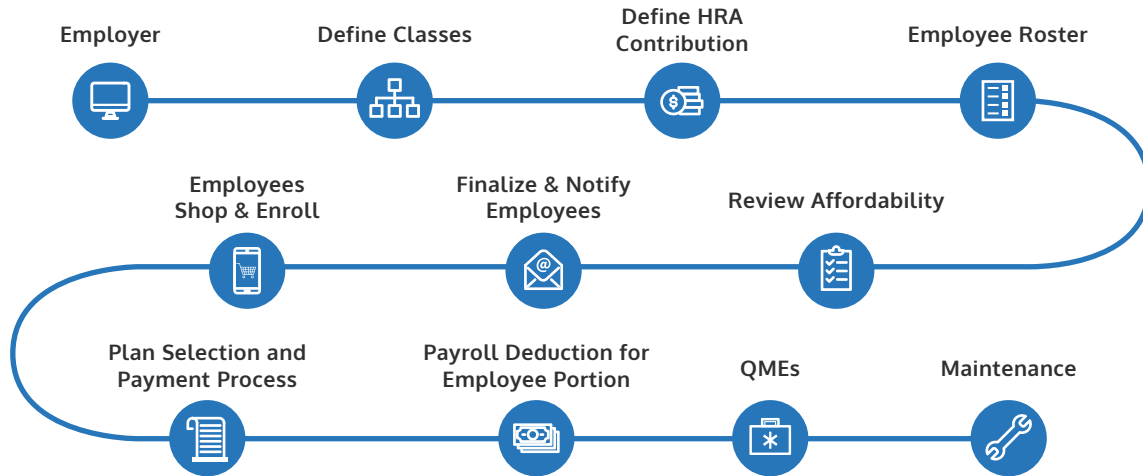 Employer
Define Classes
Define HRA
Contribution
Employee Roster
Review Affordability
Finalize & Notify
Employees
Employees
Shop & Enroll
Plan Selection and
Payment Process
Payroll Deduction for
Employee Portion
QMEs
Maintenance